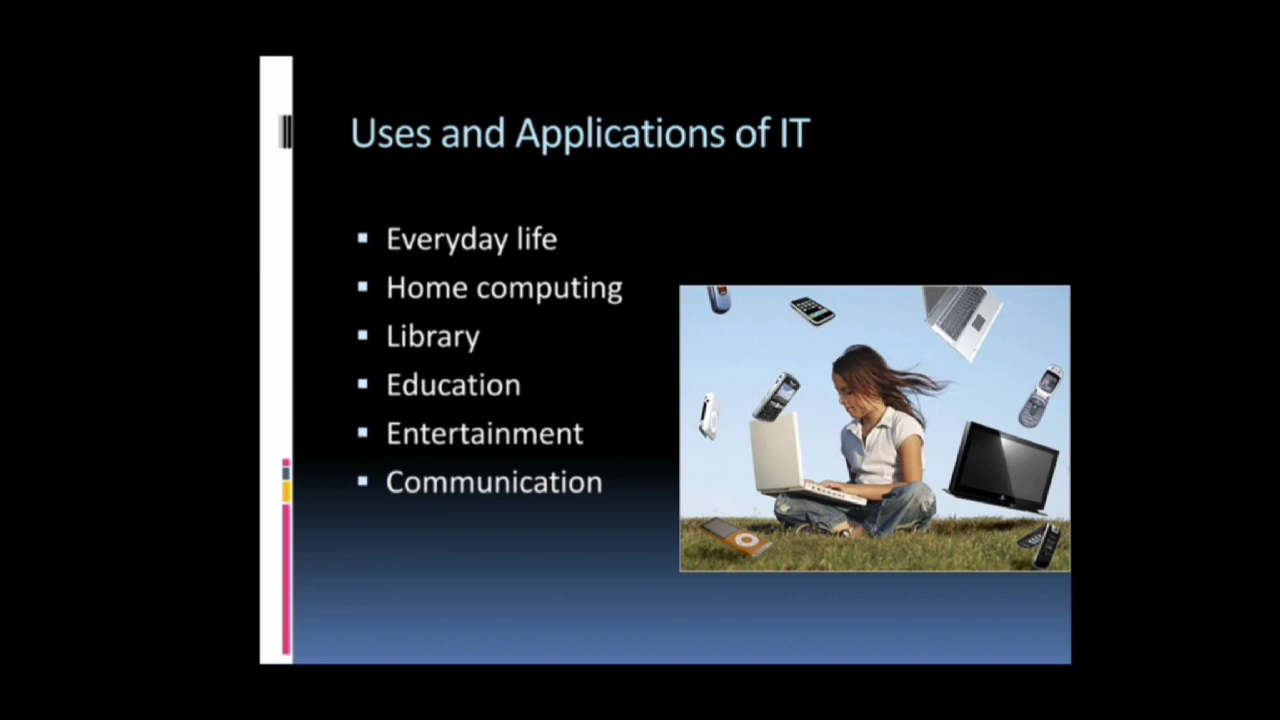 Uses and Applications of IT
Everyday life
Home computing
Library
Education
Entertainment
Communication